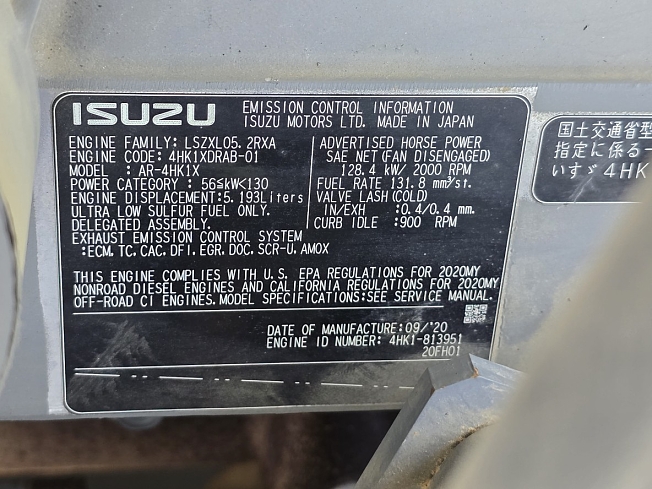 ISUZU
EMISSION CONTROL INFORMATION
ISUZU MOTORS LTD. MADE IN JAPAN
ENGINE FAMILY: LSZXL05.2RXA
ENGINE CODE: 4HK1XDRAB-01
MODEL : AR-4HK1X
POWER CATEGORY : 56≤kW<130
ENGINE DISPLACEMENT:5.193Liters
ULTRA LOW SULFUR FUEL ONLY.
DELEGATED ASSEMBLY.
EXHAUST EMISSION CONTROL SYSTEM
:ECM.TC.CAC.DFI.EGR.DOC.SCR-U.AMOX
ADVERTISED HORSE POWER
SAE NET(FAN DISABLED)
128.4 kW/ 2000 RPM
FUEL RATE 131.8 mm³/st.
VALVE LASH(COLD)
IN/EXH :0.4/0.4 mm.
CURB IDLE :900 RPM
THIS ENGINE COMPLIES WITH U.S. EPA REGULATIONS FOR 2020MY
NONROAD DIESEL ENGINES AND CALIFORNIA REGULATIONS FOR 2020MY
OFF-ROAD CI ENGINES.MODEL SPECIFICATIONS:SEE SERVICE MANUAL.
DATE OF MANUFACTURE:09/'20
ENGINE ID NUMBER: 4HK1-813951
20FH01
国土交通省型
指定に係る一
いすゞ 4HK